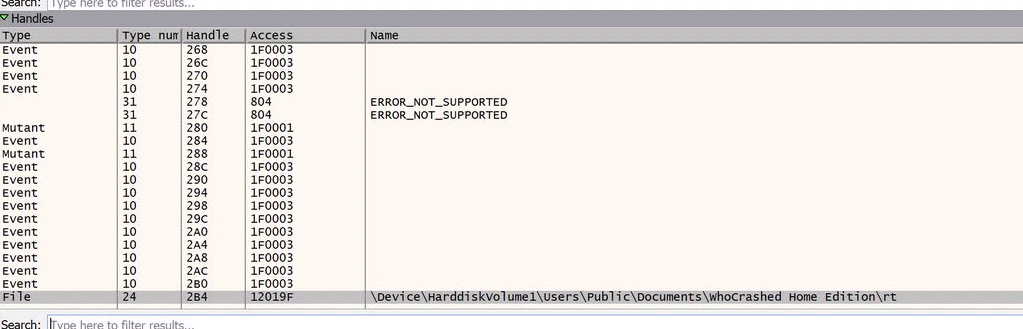 Search: Type here to filter results...
Handles
Type Type num Handle Access Name
Event 10 268 1F0003
Event 10 26C 1F0003
Event 10 270 1F0003
Event 10 274 1F0003
31 278 804 ERROR_NOT_SUPPORTED
31 27C 804 ERROR_NOT_SUPPORTED
Mutant 11 280 1F0001
Event 10 284 1F0003
Mutant 11 288 1F0001
Event 10 28C 1F0003
Event 10 290 1F0003
Event 10 294 1F0003
Event 10 298 1F0003
Event 10 29C 1F0003
Event 10 2A0 1F0003
Event 10 2A4 1F0003
Event 10 2A8 1F0003
Event 10 2AC 1F0003
Event 10 2B0 1F0003
File 24 2B4 12019F \Device\HarddiskVolume1\Users\Public\Documents\WhoCrashed Home Edition\rt
Search: Type here to filter results...